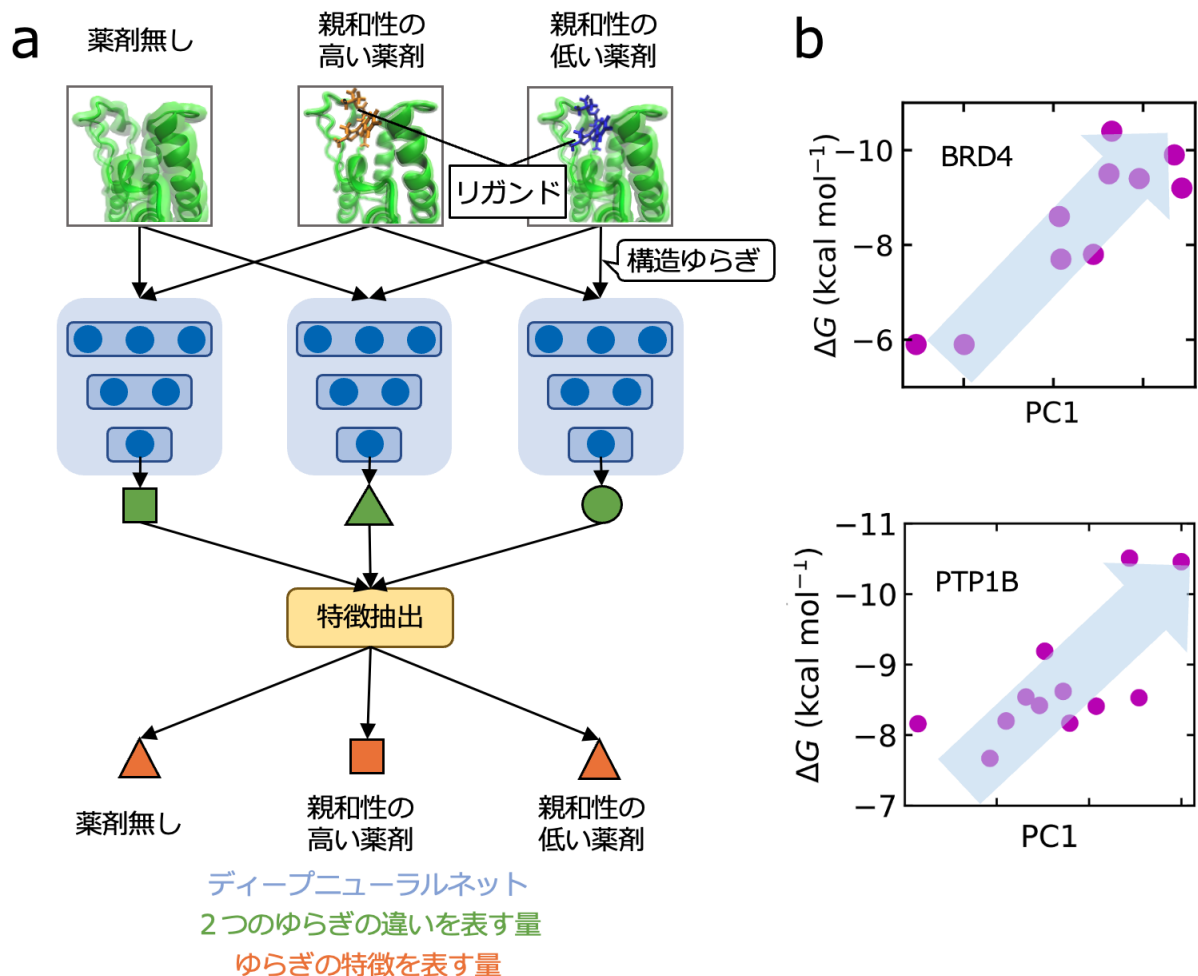 a
薬剤無し
親和性の
高い薬剤
親和性の
低い薬剤
リガンド
構造ゆらぎ
特徴抽出
薬剤無し
親和性の
高い薬剤
親和性の
低い薬剤
ディープニューラルネット
2つのゆらぎの違いを表す量
ゆらぎの特徴を表す量
b
BRD4
−10
−8
−6
ΔG (kcal mol⁻¹)
PC1
PTP1B
−11
−10
−9
−8
−7
ΔG (kcal mol⁻¹)
PC1